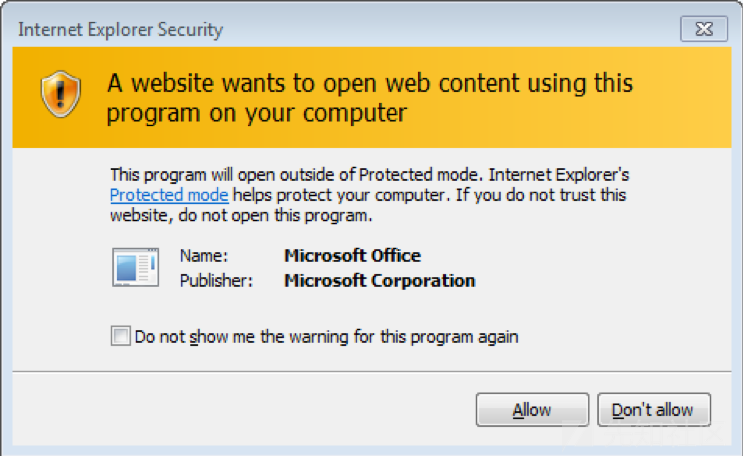 Internet Explorer Security
A website wants to open web content using this
program on your computer
This program will open outside of Protected mode. Internet Explorer's
Protected mode helps protect your computer. If you do not trust this
website, do not open this program.
Name: Microsoft Office
Publisher: Microsoft Corporation
Do not show me the warning for this program again
Allow Don't allow